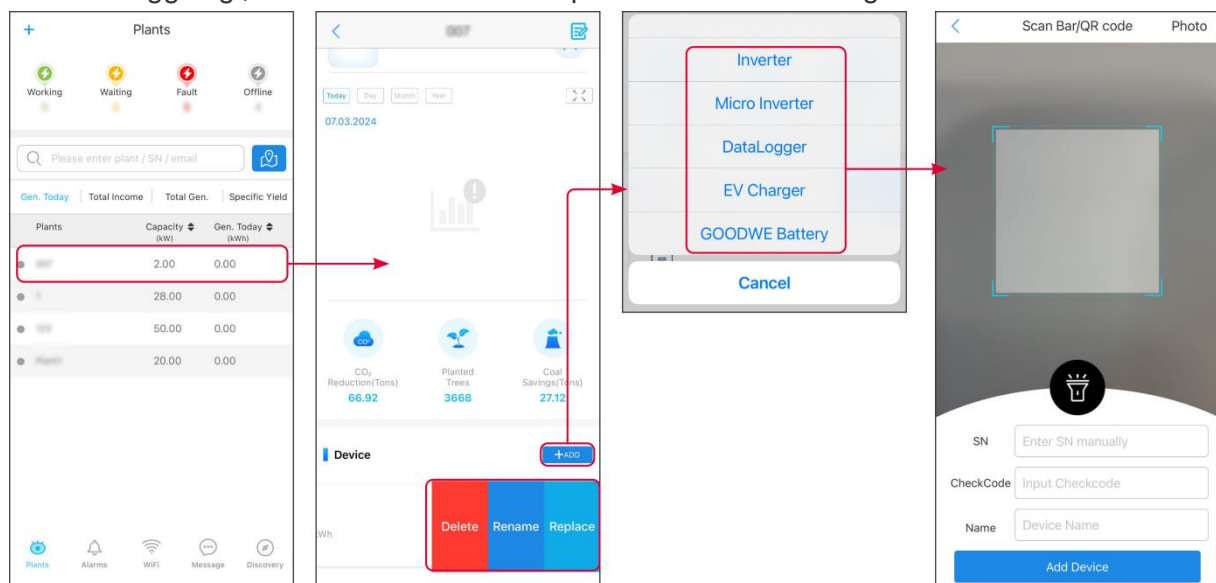 + Plants
Working Waiting Fault Offline
Please enter plant / SN / email
Gen. Today Total Income Total Gen. Specific Yield
Plants Capacity Gen. Today
(kW) (kWh)
2.00 0.00
28.00 0.00
50.00 0.00
20.00 0.00
Plants Alarms WiFi Message Discovery
007
Today Day Month Year
07.03.2024
CO₂
Reduction(Tons)
66.92
Planted
Trees
3668
Coal
Savings(Tons)
27.12
Device +ADD
Wh
Delete Rename Replace
Inverter
Micro Inverter
DataLogger
EV Charger
GOODWE Battery
Cancel
Scan Bar/QR code Photo
SN Enter SN manually
CheckCode Input Checkcode
Name Device Name
Add Device